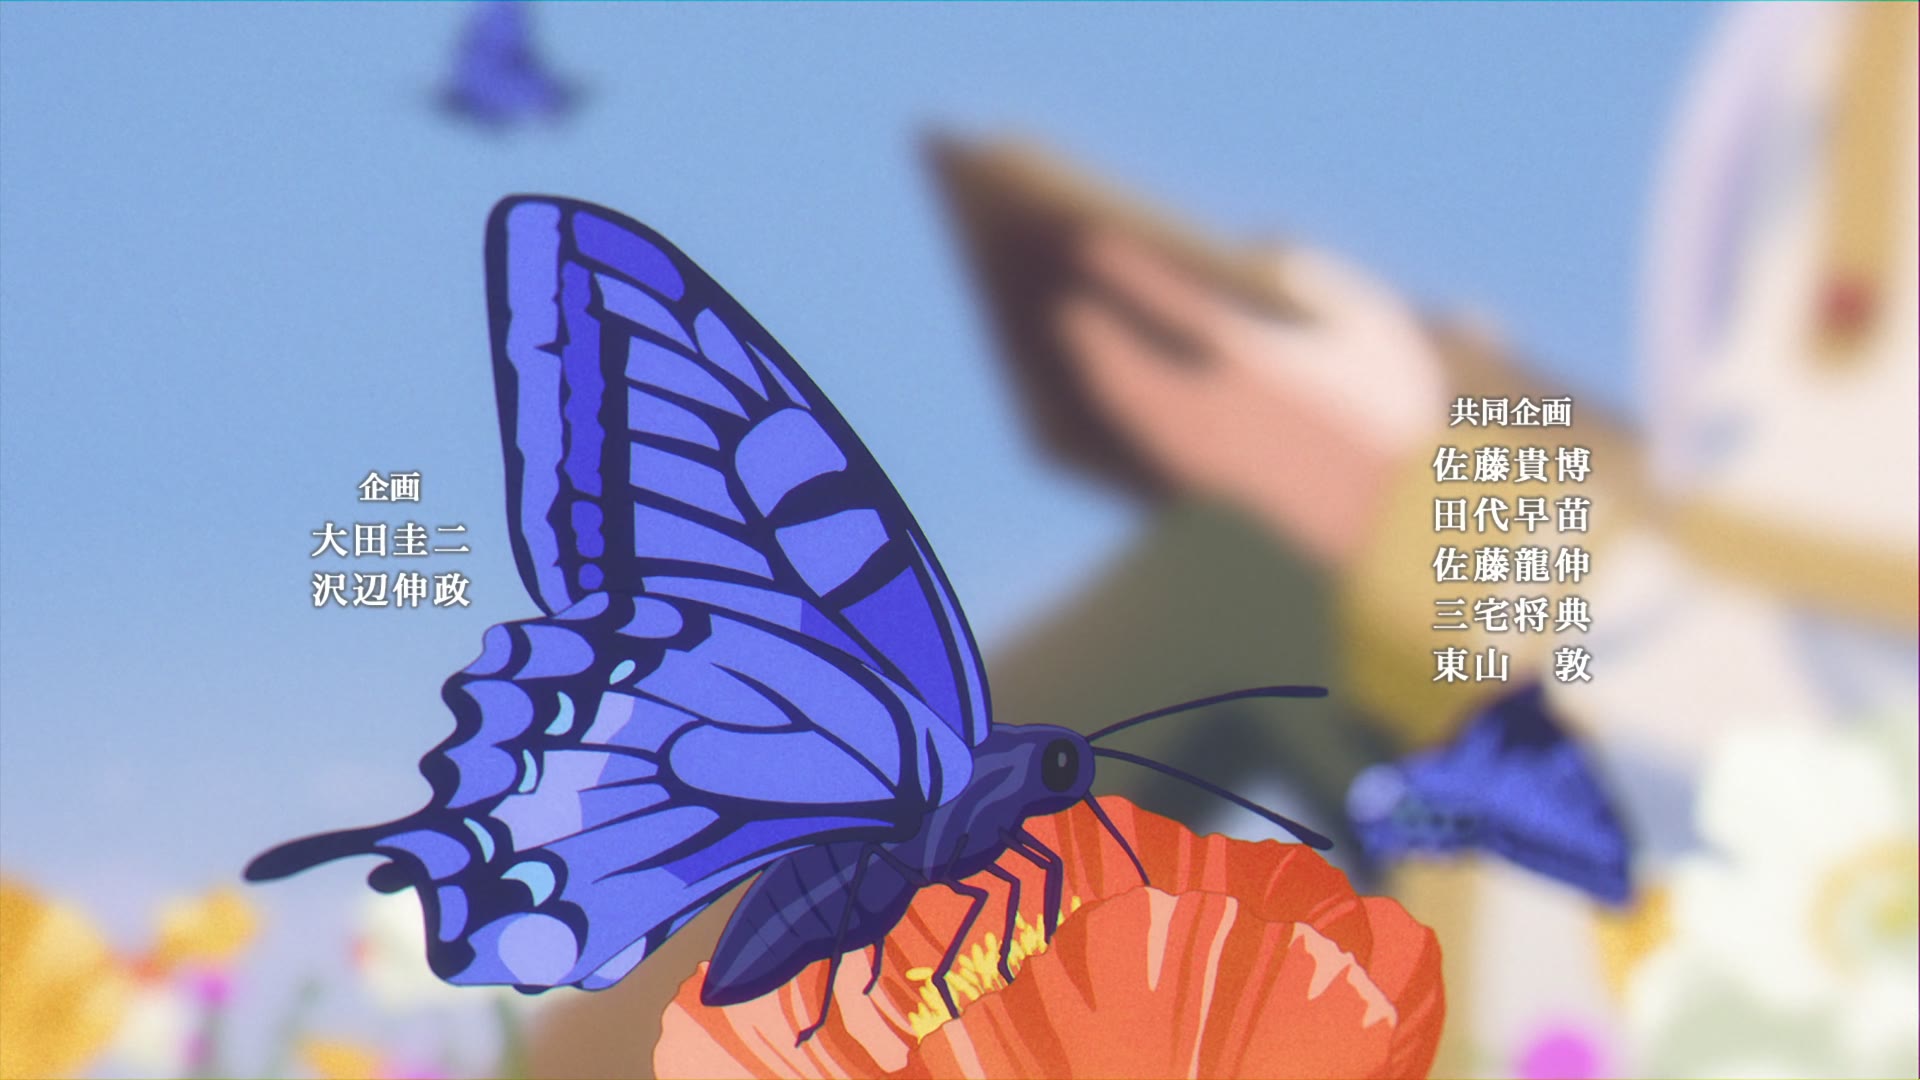 企画
大田圭二
沢辺伸政
共同企画
佐藤貴博
田代早苗
佐藤龍伸
三宅将典
東山　敦